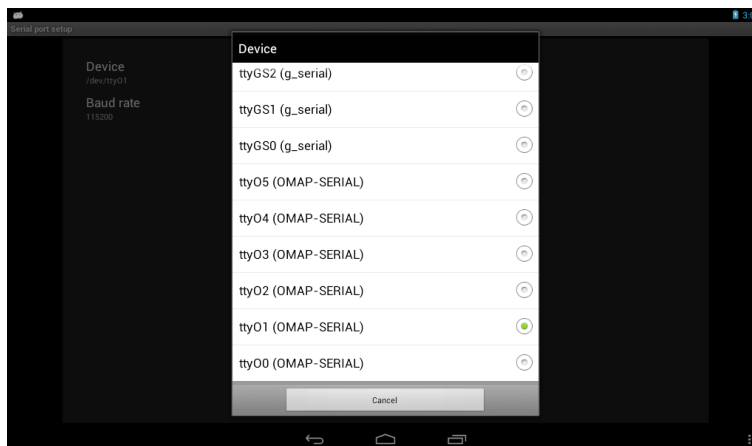 Serial port setup
Device
/dev/ttyO1
Baud rate
115200
Device
ttyGS2 (g_serial)
ttyGS1 (g_serial)
ttyGS0 (g_serial)
ttyO5 (OMAP-SERIAL)
ttyO4 (OMAP-SERIAL)
ttyO3 (OMAP-SERIAL)
ttyO2 (OMAP-SERIAL)
ttyO1 (OMAP-SERIAL)
ttyO0 (OMAP-SERIAL)
Cancel